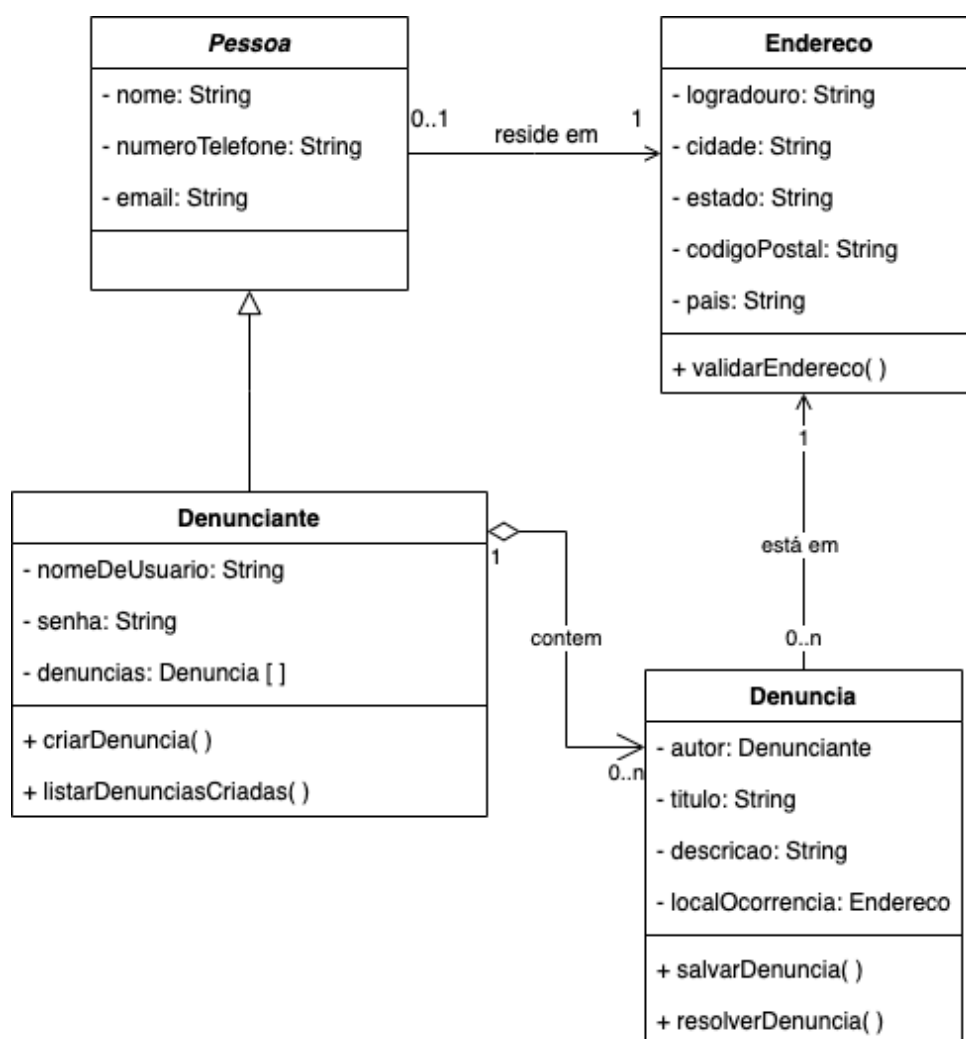 Pessoa
- nome: String
- numeroTelefone: String
- email: String
0..1
reside em
1
Endereco
- logradouro: String
- cidade: String
- estado: String
- codigoPostal: String
- pais: String
+ validarEndereco( )
1
está em
0..n
Denunciante
- nomeDeUsuario: String
- senha: String
- denuncias: Denuncia [ ]
+ criarDenuncia( )
+ listarDenunciasCriadas( )
1
contem
0..n
Denuncia
- autor: Denunciante
- titulo: String
- descricao: String
- localOcorrencia: Endereco
+ salvarDenuncia( )
+ resolverDenuncia( )